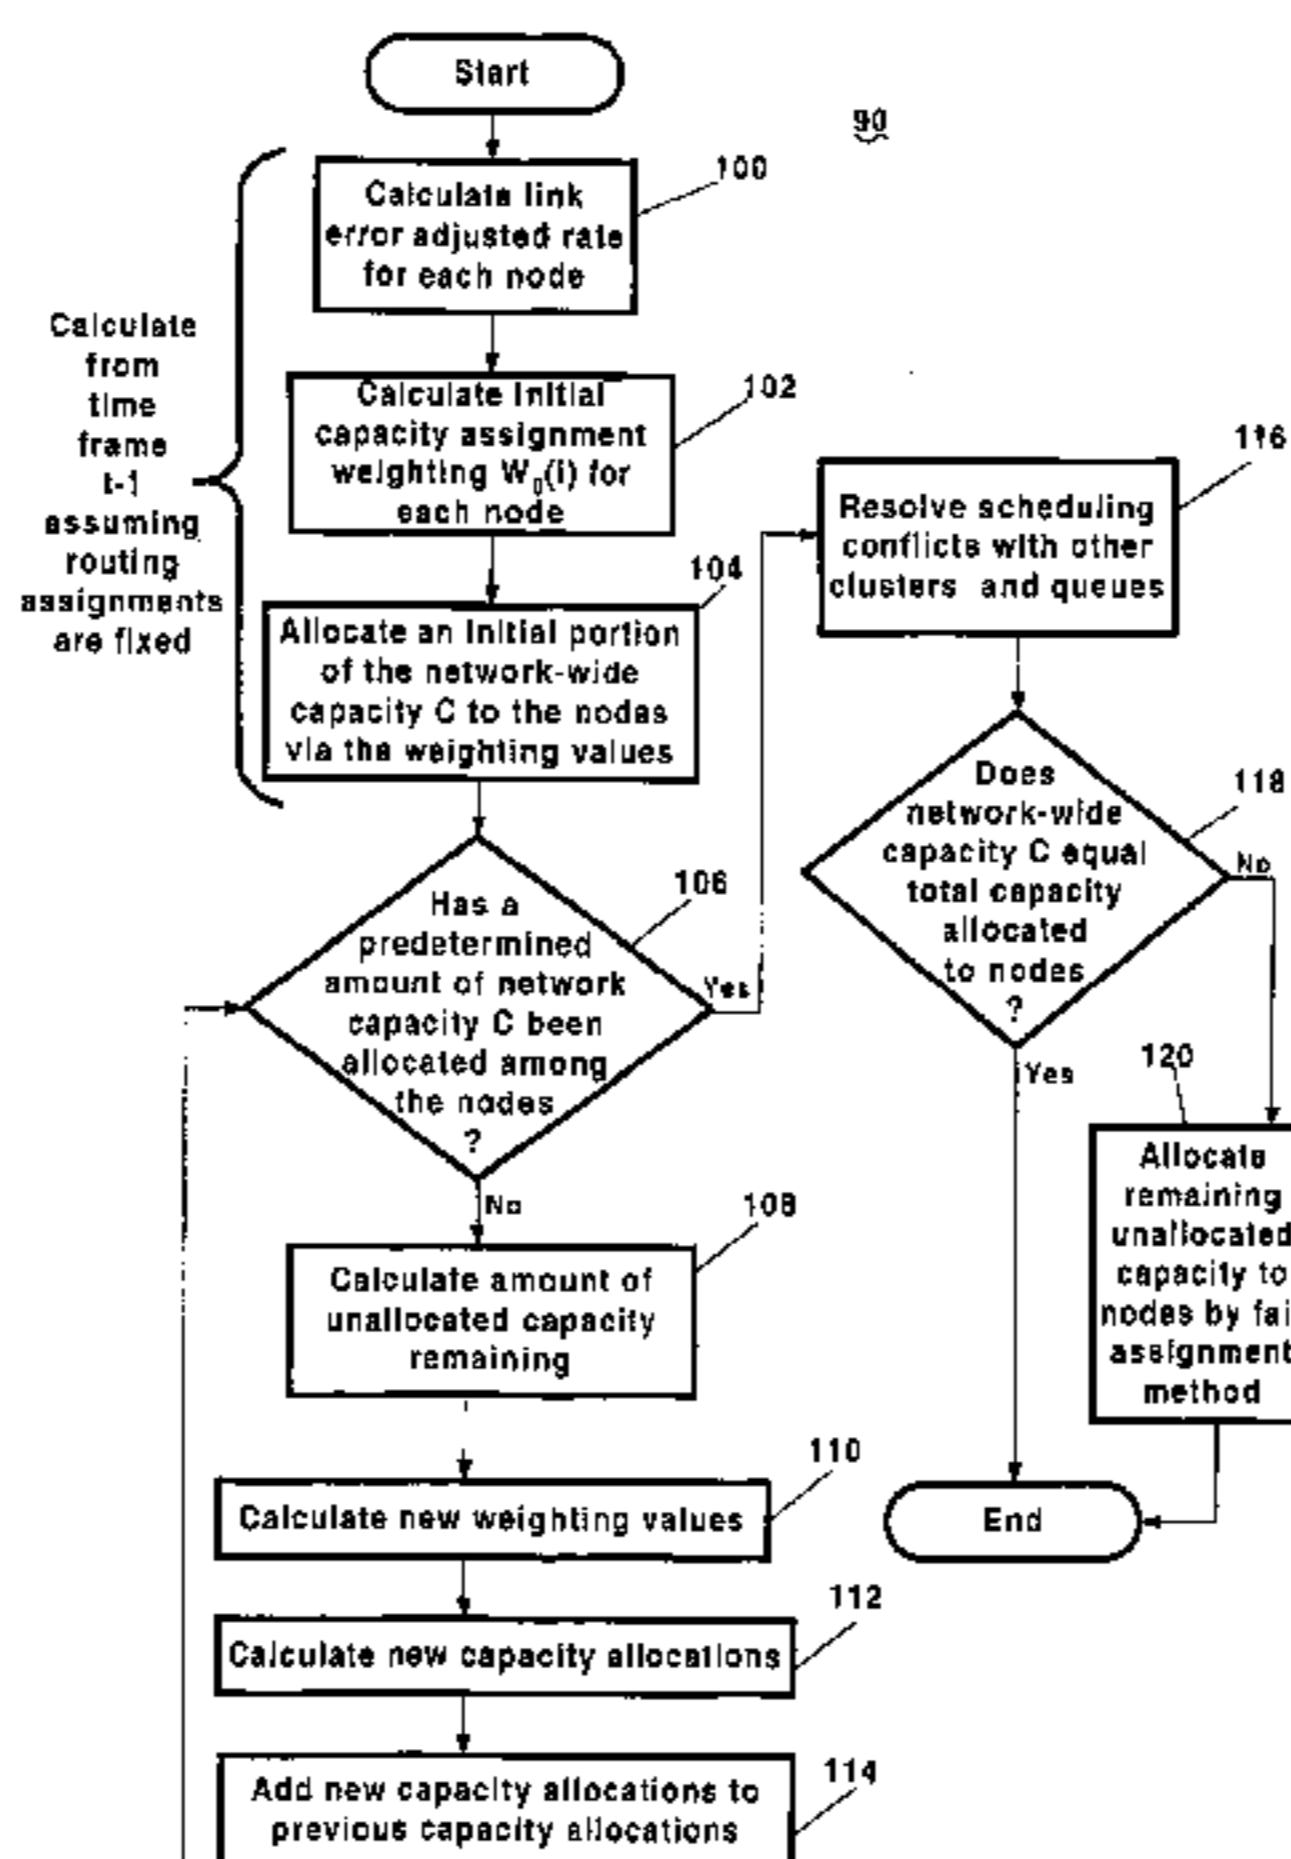 Start
90
100
Calculate link
error adjusted rate
for each node
Calculate
from
time
frame
t-1
assuming
routing
assignments
are fixed
102
Calculate initial
capacity assignment
weighting W0(i) for
each node
104
Allocate an initial portion
of the network-wide
capacity C to the nodes
via the weighting values
106
Has a
predetermined
amount of network
capacity C been
allocated among
the nodes
?
Yes
No
108
Calculate amount of
unallocated capacity
remaining
110
Calculate new weighting values
112
Calculate new capacity allocations
114
Add new capacity allocations to
previous capacity allocations
116
Resolve scheduling
conflicts with other
clusters and queues
118
Does
network-wide
capacity C equal
total capacity
allocated
to nodes
?
No
Yes
120
Allocate
remaining
unallocated
capacity to
nodes by fai
assignment
method
End